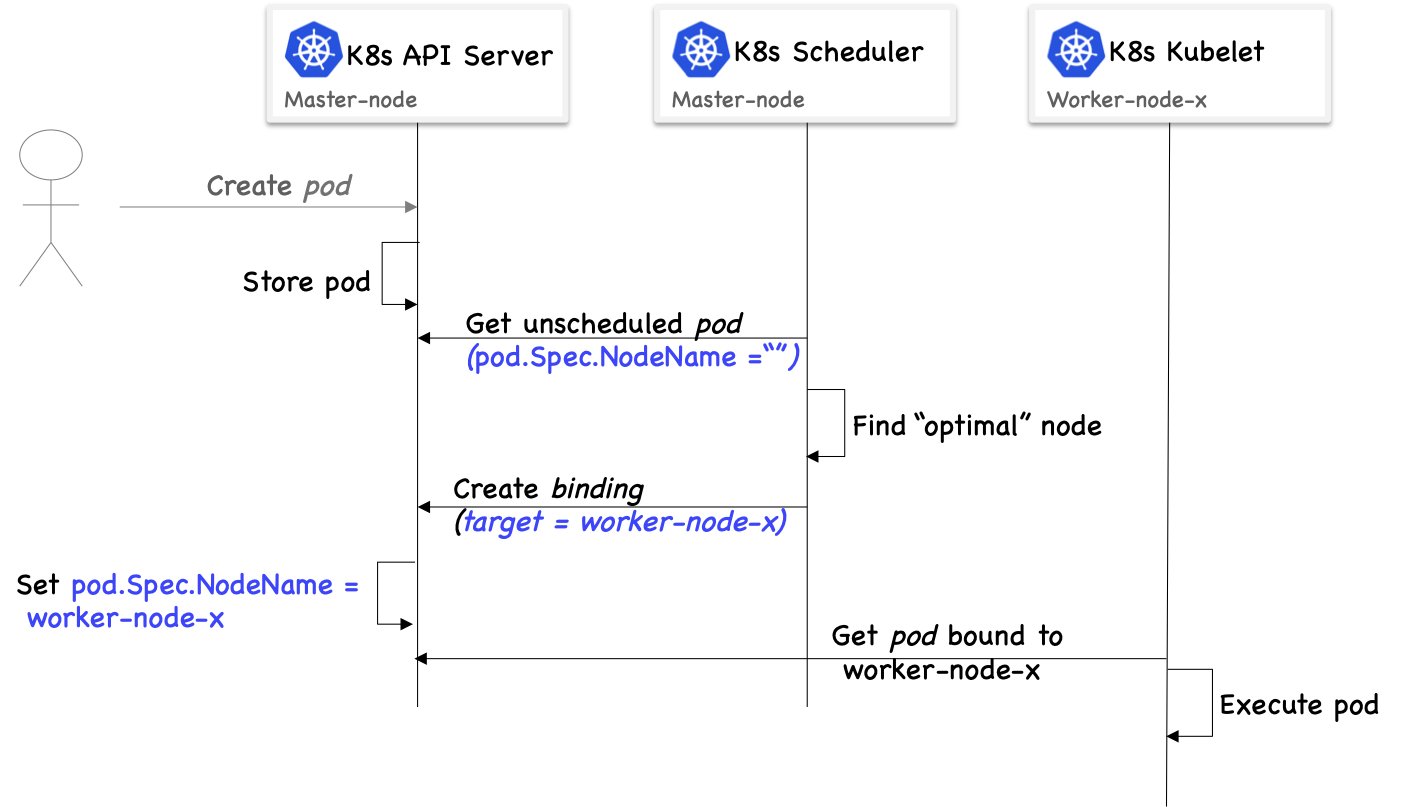 K8s API Server
Master-node
K8s Scheduler
Master-node
K8s Kubelet
Worker-node-x
Create pod
Store pod
Get unscheduled pod
(pod.Spec.NodeName =“”)
Find “optimal” node
Create binding
(target = worker-node-x)
Set pod.Spec.NodeName =
worker-node-x
Get pod bound to
worker-node-x
Execute pod